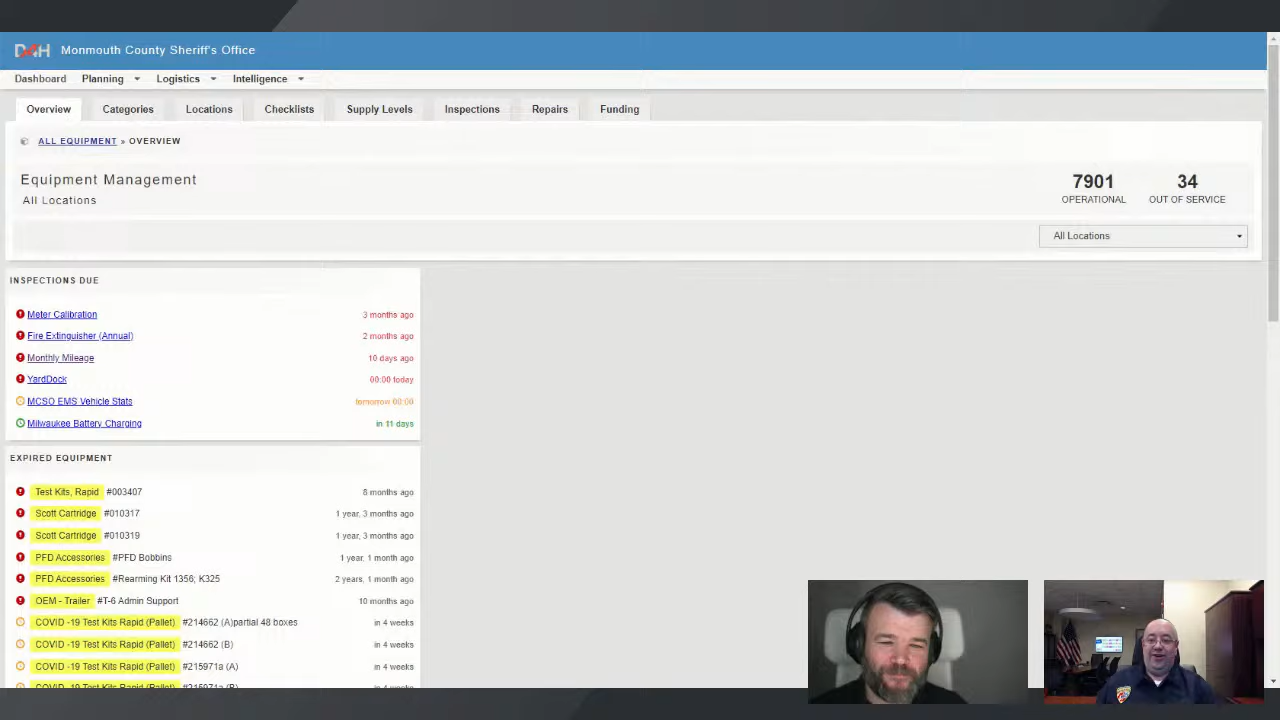 D4H Monmouth County Sheriff's Office
Dashboard Planning Logistics Intelligence
Overview Categories Locations Checklists Supply Levels Inspections Repairs Funding
ALL EQUIPMENT » OVERVIEW
Equipment Management
All Locations
7901 34
OPERATIONAL OUT OF SERVICE
All Locations
INSPECTIONS DUE
Meter Calibration 3 months ago
Fire Extinguisher (Annual) 2 months ago
Monthly Mileage 10 days ago
YardDock 00:00 today
MCSO EMS Vehicle Stats tomorrow 00:00
Milwaukee Battery Charging in 11 days
EXPIRED EQUIPMENT
Test Kits, Rapid #003407 8 months ago
Scott Cartridge #010317 1 year, 3 months ago
Scott Cartridge #010319 1 year, 3 months ago
PFD Accessories #PFD Bobbins 1 year, 1 month ago
PFD Accessories #Rearming Kit 1356; K325 2 years, 1 month ago
OEM - Trailer #T-6 Admin Support 10 months ago
COVID -19 Test Kits Rapid (Pallet) #214662 (A)partial 48 boxes in 4 weeks
COVID -19 Test Kits Rapid (Pallet) #214662 (B) in 4 weeks
COVID -19 Test Kits Rapid (Pallet) #215971a (A) in 4 weeks
COVID -19 Test Kits Rapid (Pallet) #215971a (B)